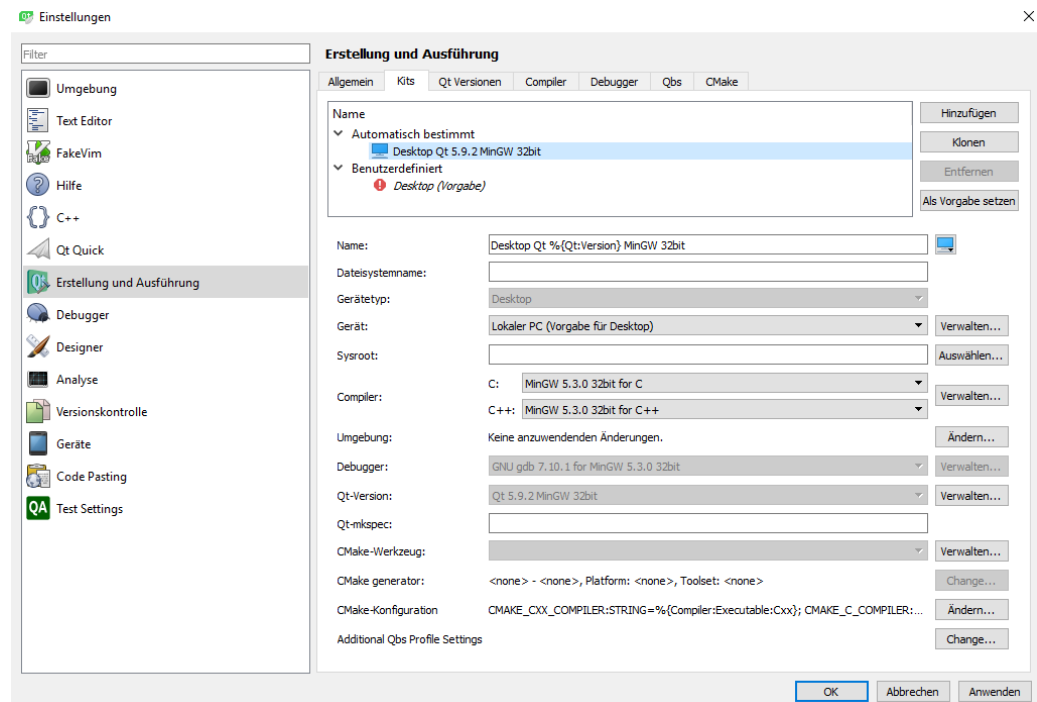 Einstellungen
Filter
Umgebung
Text Editor
FakeVim
Hilfe
C++
Qt Quick
Erstellung und Ausführung
Debugger
Designer
Analyse
Versionskontrolle
Geräte
Code Pasting
QA Test Settings
Erstellung und Ausführung
Allgemein Kits Qt Versionen Compiler Debugger Qbs CMake
Name
Automatisch bestimmt
Desktop Qt 5.9.2 MinGW 32bit
Benutzerdefiniert
Desktop (Vorgabe)
Hinzufügen
Klonen
Entfernen
Als Vorgabe setzen
Name: Desktop Qt %{Qt:Version} MinGW 32bit
Dateisystemname:
Gerätetyp: Desktop
Gerät: Lokaler PC (Vorgabe für Desktop) Verwalten...
Sysroot: Auswählen...
Compiler: C: MinGW 5.3.0 32bit for C Verwalten...
C++: MinGW 5.3.0 32bit for C++
Umgebung: Keine anzuwendenden Änderungen. Ändern...
Debugger: GNU gdb 7.10.1 for MinGW 5.3.0 32bit Verwalten...
Qt-Version: Qt 5.9.2 MinGW 32bit Verwalten...
Qt-mkspec:
CMake-Werkzeug: Verwalten...
CMake generator: <none> - <none>, Platform: <none>, Toolset: <none> Change...
CMake-Konfiguration CMAKE_CXX_COMPILER:STRING=%{Compiler:Executable:Cxx}; CMAKE_C_COMPILER:... Ändern...
Additional Qbs Profile Settings Change...
OK Abbrechen Anwenden